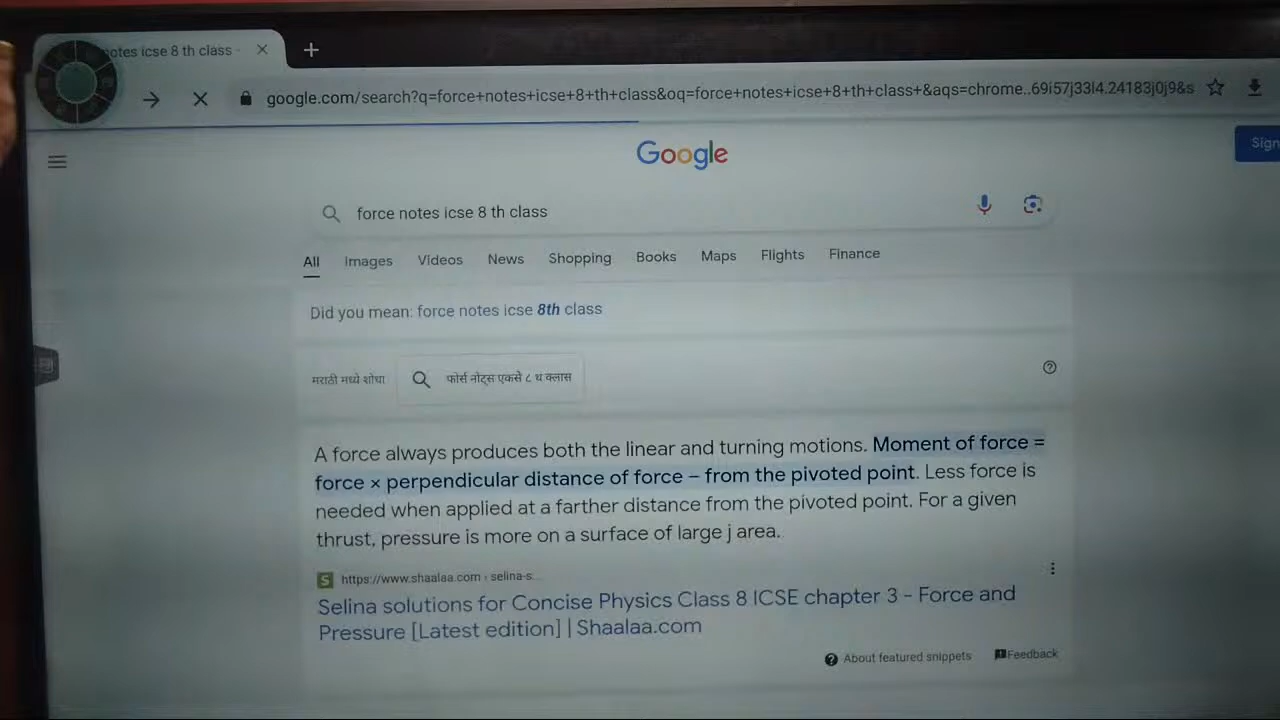 otes icse 8 th class -
google.com/search?q=force+notes+icse+8+th+class&oq=force+notes+icse+8+th+class+&aqs=chrome..69i57j33l4.24183j0j9&s
Google
Sign
force notes icse 8 th class
All Images Videos News Shopping Books Maps Flights Finance
Did you mean: force notes icse 8th class
मराठी मध्ये शोधा फोर्स नोट्स एकसे ८ थ क्लास
A force always produces both the linear and turning motions. Moment of force =
force × perpendicular distance of force – from the pivoted point. Less force is
needed when applied at a farther distance from the pivoted point. For a given
thrust, pressure is more on a surface of large j area.
https://www.shaalaa.com › selina-s...
Selina solutions for Concise Physics Class 8 ICSE chapter 3 - Force and
Pressure [Latest edition] | Shaalaa.com
About featured snippets Feedback